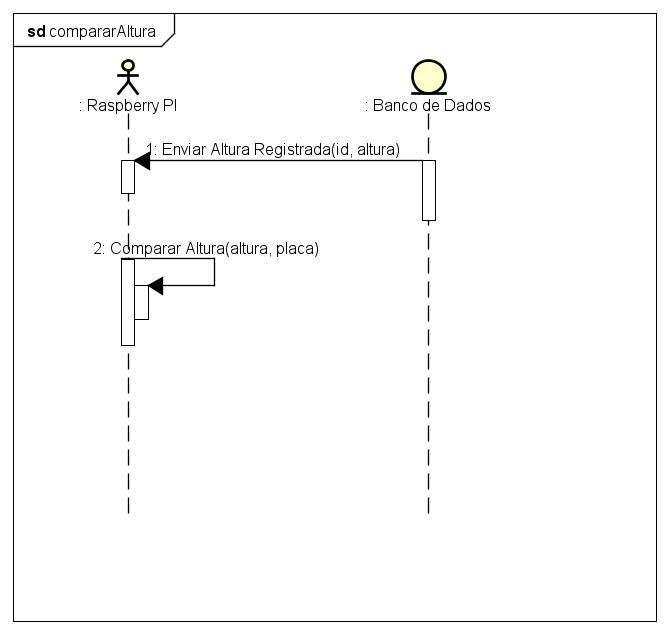 sd compararAltura
: Raspberry PI
: Banco de Dados
1: Enviar Altura Registrada(id, altura)
2: Comparar Altura(altura, placa)